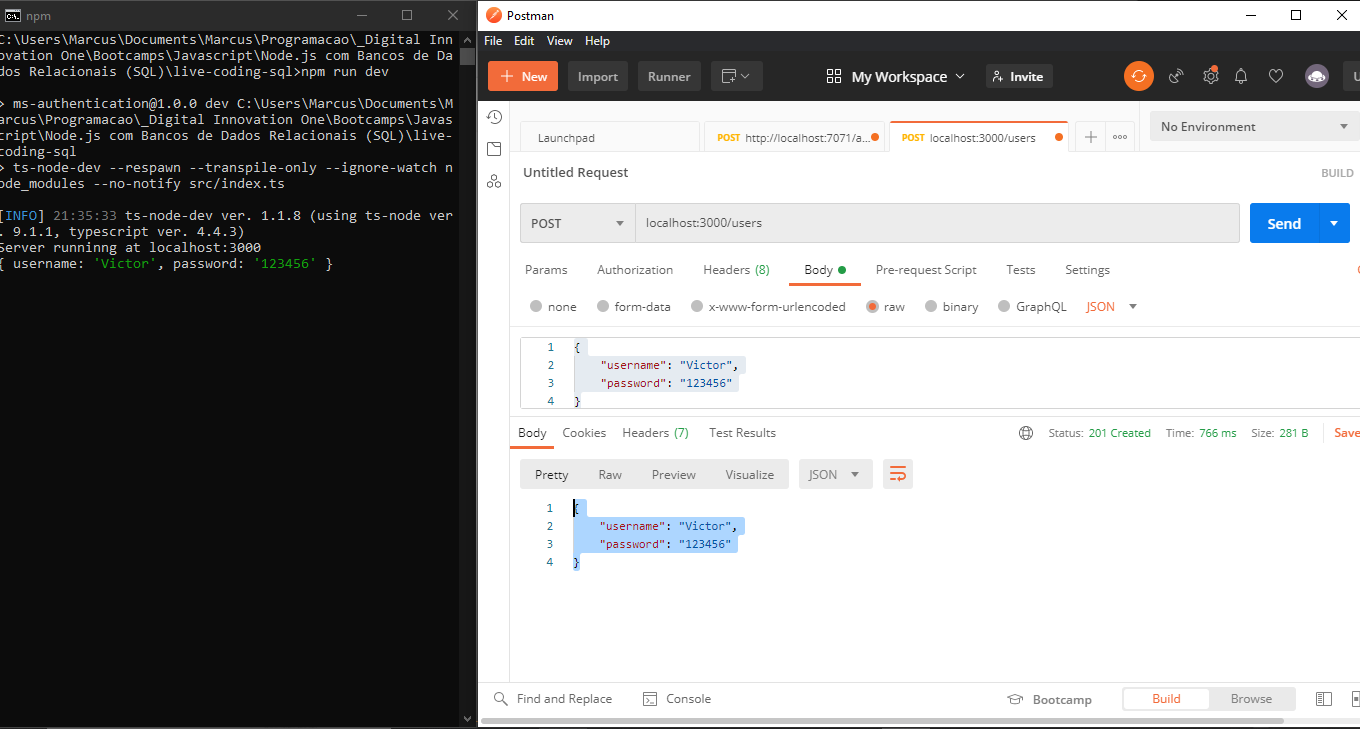 npm
C:\Users\Marcus\Documents\Marcus\Programacao\_Digital Inn
ovation One\Bootcamps\Javascript\Node.js com Bancos de Da
dos Relacionais (SQL)\live-coding-sql>npm run dev
> ms-authentication@1.0.0 dev C:\Users\Marcus\Documents\M
arcus\Programacao\_Digital Innovation One\Bootcamps\Javas
cript\Node.js com Bancos de Dados Relacionais (SQL)\live-
coding-sql
> ts-node-dev --respawn --transpile-only --ignore-watch n
ode_modules --no-notify src/index.ts
[INFO] 21:35:33 ts-node-dev ver. 1.1.8 (using ts-node ver
. 9.1.1, typescript ver. 4.4.3)
Server runninng at localhost:3000
{ username: 'Victor', password: '123456' }
Postman
File Edit View Help
+ New Import Runner My Workspace Invite U
Launchpad POST http://localhost:7071/a... POST localhost:3000/users + ooo No Environment
Untitled Request BUILD
POST localhost:3000/users Send
Params Authorization Headers (8) Body Pre-request Script Tests Settings
none form-data x-www-form-urlencoded raw binary GraphQL JSON
1 {
2 "username": "Victor",
3 "password": "123456"
4 }
Body Cookies Headers (7) Test Results Status: 201 Created Time: 766 ms Size: 281 B Save
Pretty Raw Preview Visualize JSON
1 {
2 "username": "Victor",
3 "password": "123456"
4 }
Find and Replace Console Bootcamp Build Browse